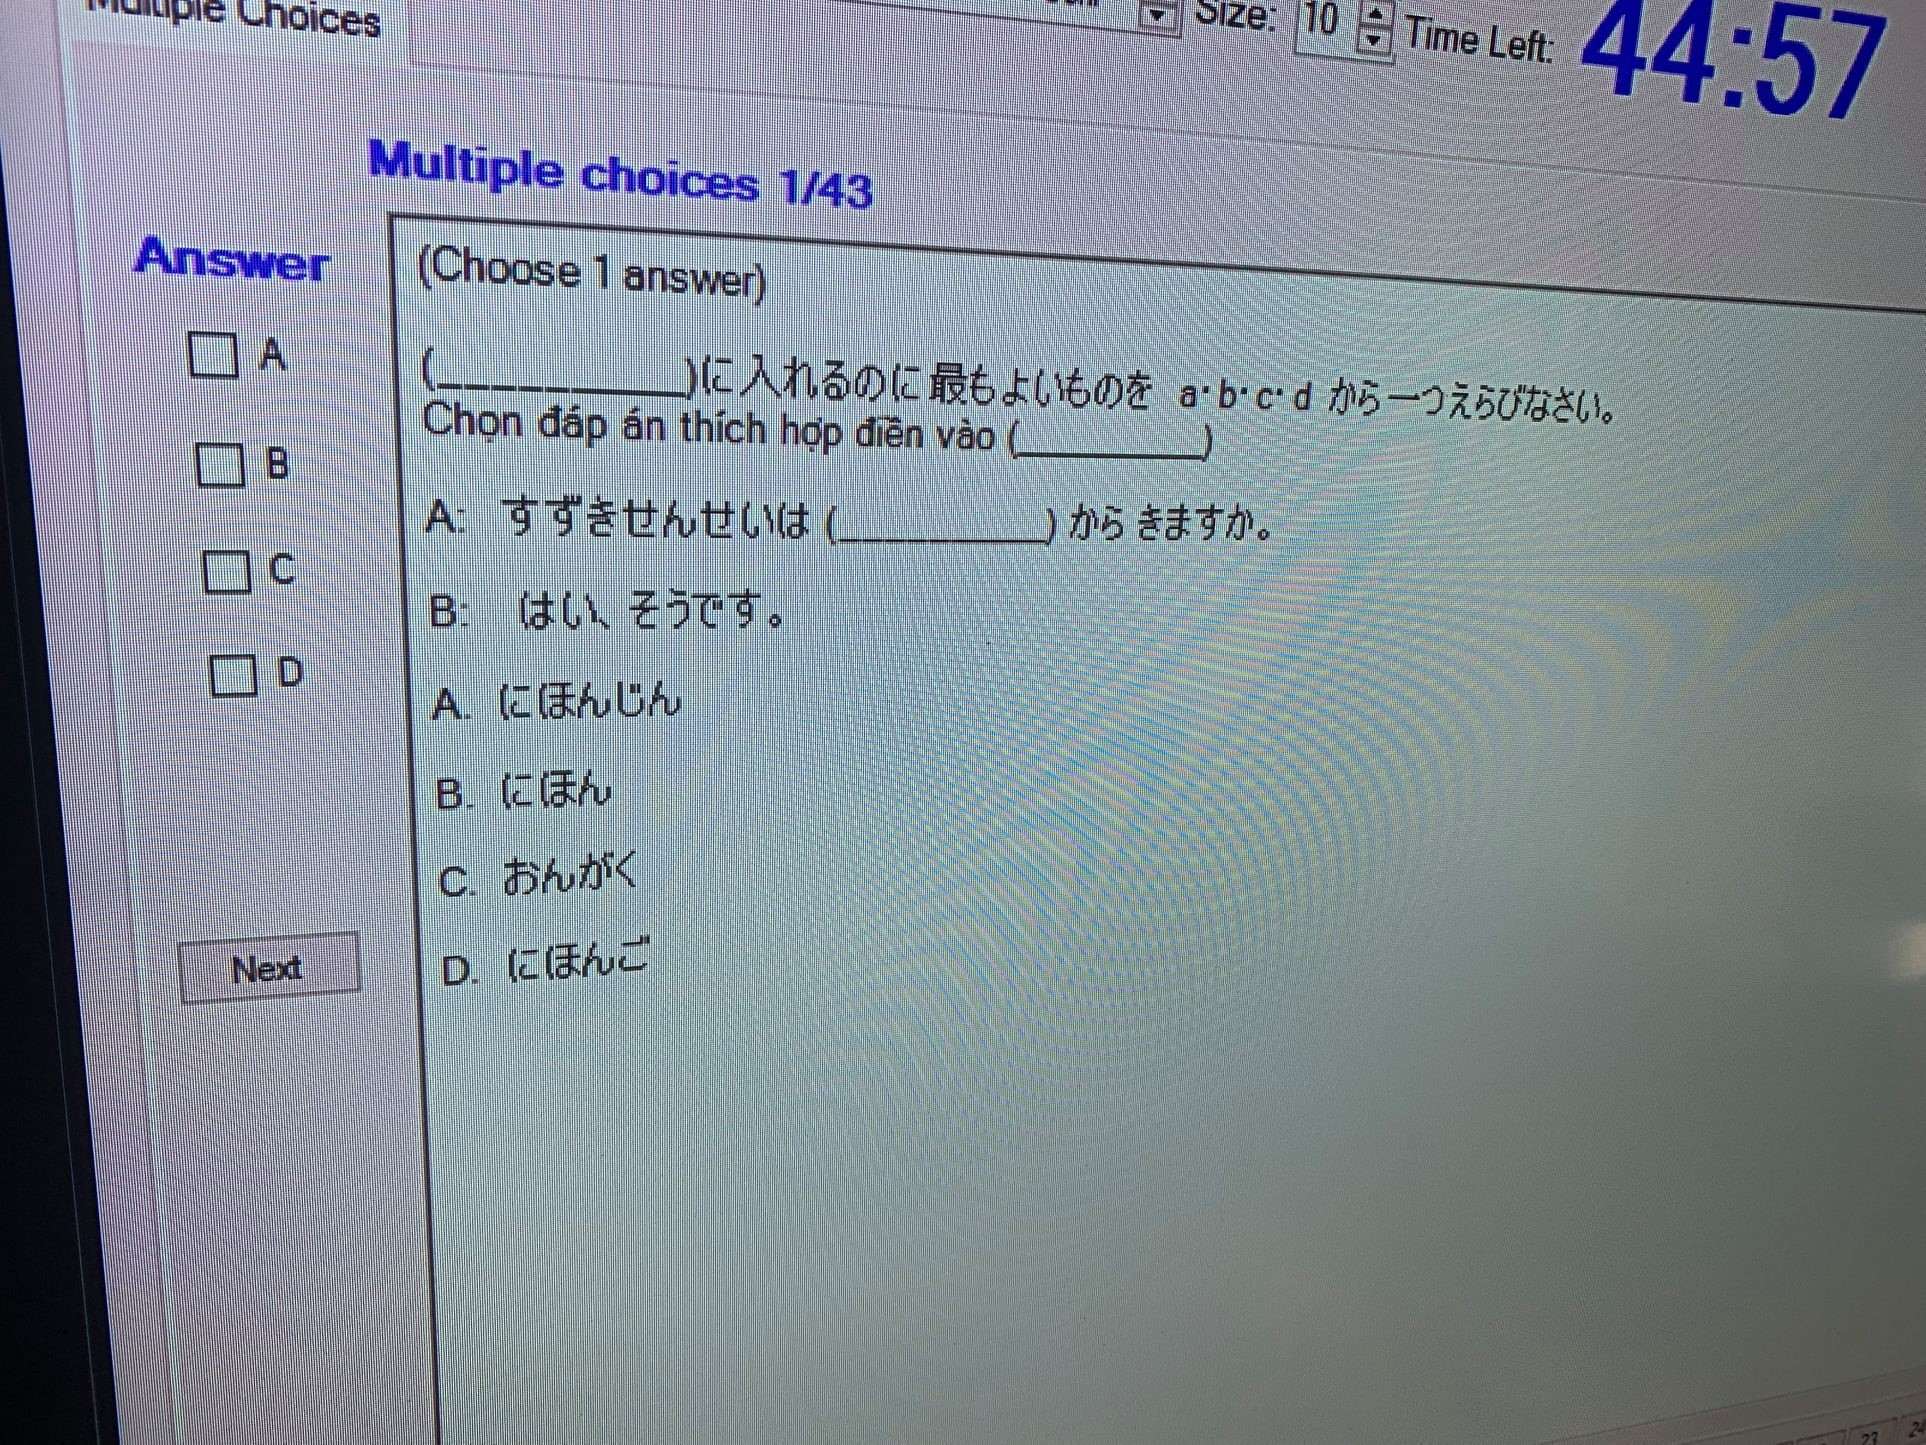 Multiple Choices
Size: 10 Time Left: 44:57
Multiple choices 1/43
Answer
(Choose 1 answer)
A
B
C
D
(__________)に入れるのに最もよいものを a・b・c・d から一つえらびなさい。
Chọn đáp án thích hợp điền vào (________)
A: すずきせんせいは (_________) から きますか。
B: はい、そうです。
A. にほんじん
B. にほん
C. おんがく
D. にほんご
Next
23